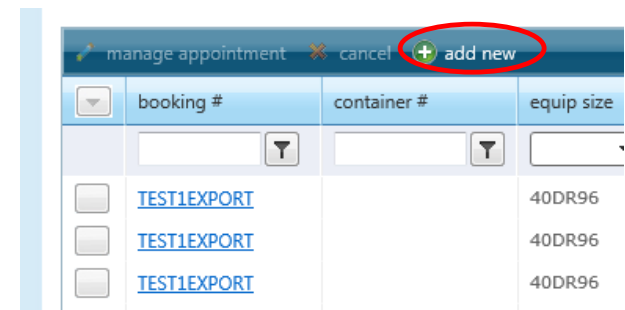 manage appointment cancel add new
booking # container # equip size
TEST1EXPORT 40DR96
TEST1EXPORT 40DR96
TEST1EXPORT 40DR96